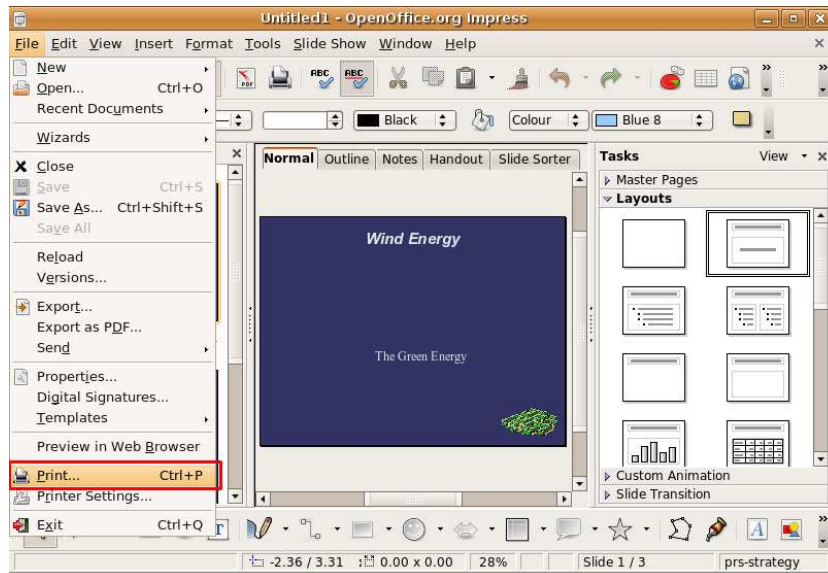 Untitled1 - OpenOffice.org Impress
File Edit View Insert Format Tools Slide Show Window Help
New
Open... Ctrl+O
Recent Documents
Wizards
Close
Save Ctrl+S
Save As... Ctrl+Shift+S
Save All
Reload
Versions...
Export...
Export as PDF...
Send
Properties...
Digital Signatures...
Templates
Preview in Web Browser
Print... Ctrl+P
Printer Settings...
Exit Ctrl+Q
PDF ABC ABC
Black Colour Blue 8
Normal Outline Notes Handout Slide Sorter
Wind Energy
The Green Energy
Tasks View
Master Pages
Layouts
Custom Animation
Slide Transition
T A
-2.36 / 3.31 0.00 x 0.00 28% Slide 1 / 3 prs-strategy